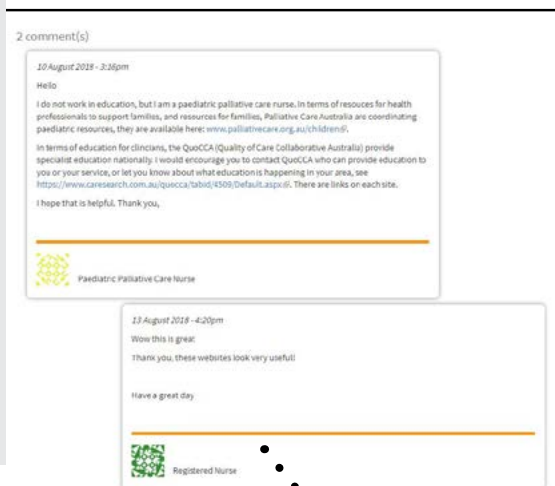 2 comment(s)
10 August 2018 - 3:16pm
Hello
I do not work in education, but I am a paediatric palliative care nurse. In terms of resouces for health
professionals to support families, and resources for families, Palliative Care Australia are coordinating
paediatric resources, they are available here: www.palliativecare.org.au/children.
In terms of education for clincians, the QuoCCA (Quality of Care Collaborative Australia) provide
specialist education nationally. I would encourage you to contact QuoCCA who can provide education to
you or your service, or let you know about what education is happening in your area, see
https://www.caresearch.com.au/quocca/tabid/4509/Default.aspx. There are links on each site.
I hope that is helpful. Thank you,
Paediatric Palliative Care Nurse
13 August 2018 - 4:20pm
Wow this is great
Thank you, these websites look very useful!
Have a great day
Registered Nurse